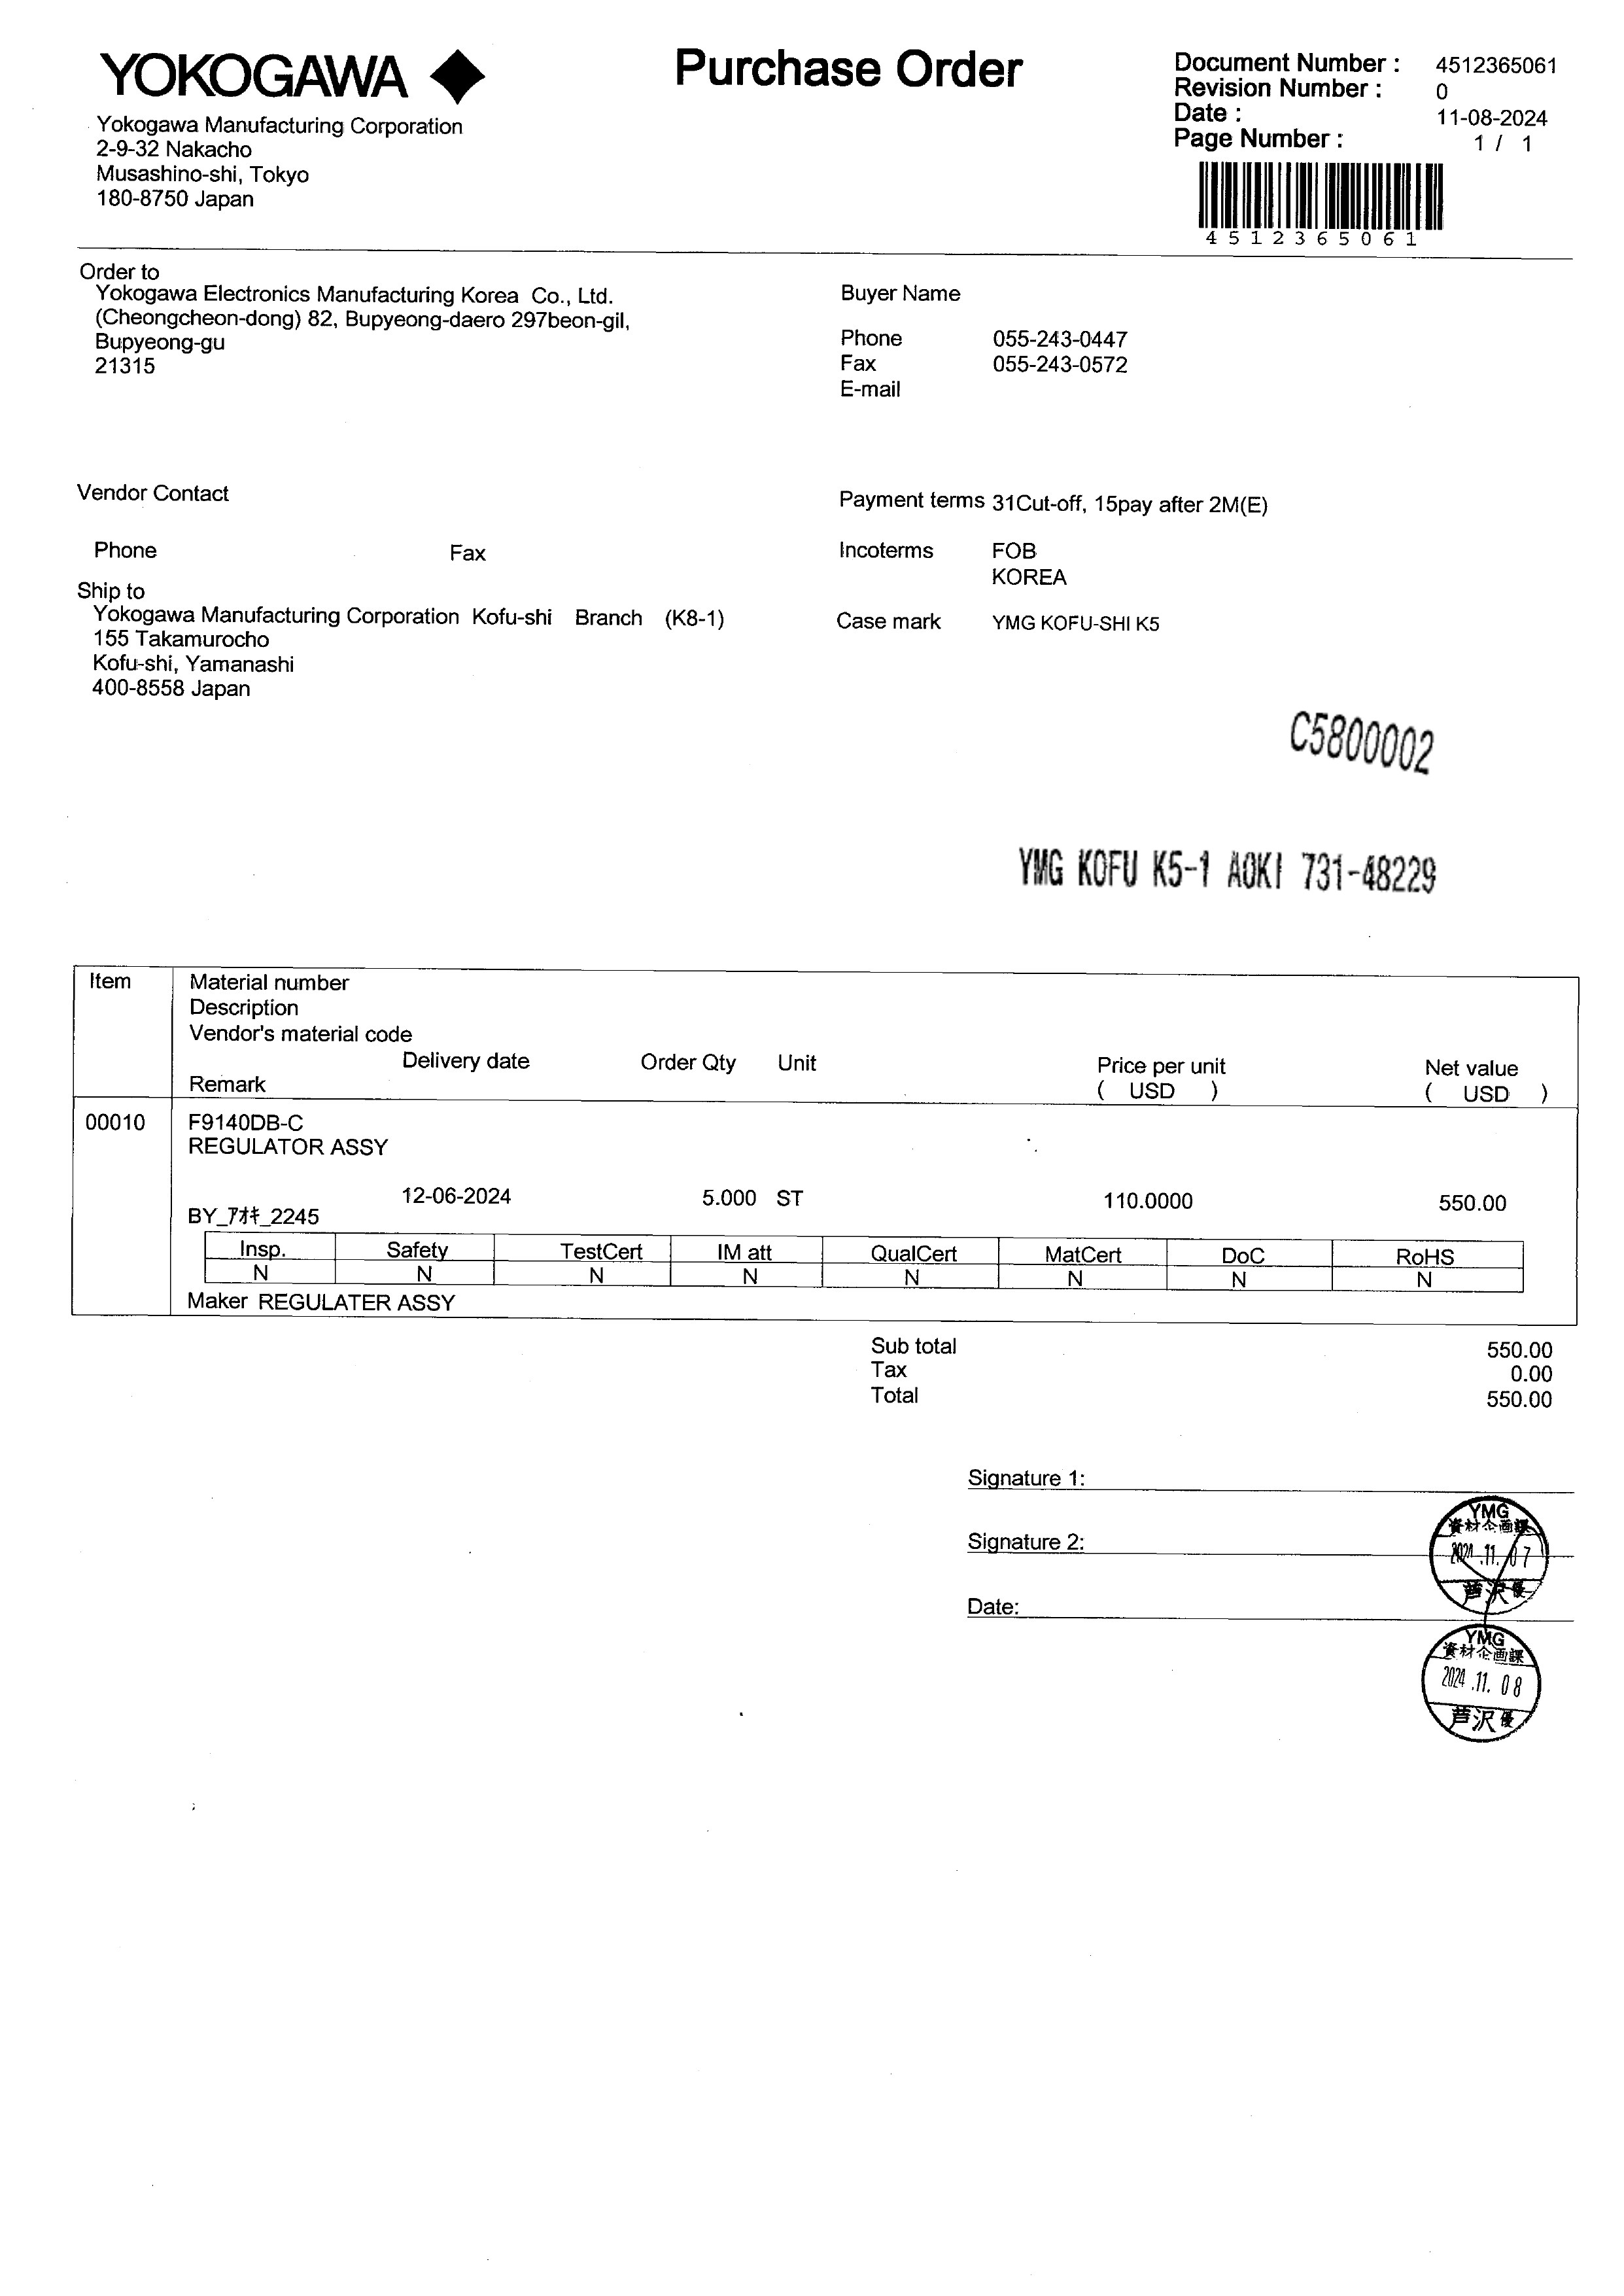 YOKOGAWA
Purchase Order
Document Number : 4512365061
Revision Number : 0
Date : 11-08-2024
Page Number : 1 / 1
4512365061
Yokogawa Manufacturing Corporation
2-9-32 Nakacho
Musashino-shi, Tokyo
180-8750 Japan
Order to
Yokogawa Electronics Manufacturing Korea Co., Ltd.
(Cheongcheon-dong) 82, Bupyeong-daero 297beon-gil,
Bupyeong-gu
21315
Buyer Name
Phone 055-243-0447
Fax 055-243-0572
E-mail
Vendor Contact
Phone Fax
Payment terms 31Cut-off, 15pay after 2M(E)
Incoterms FOB
KOREA
Ship to
Yokogawa Manufacturing Corporation Kofu-shi Branch (K8-1)
155 Takamurocho
Kofu-shi, Yamanashi
400-8558 Japan
Case mark YMG KOFU-SHI K5
C5800002
YMG KOFU K5-1 AOKI 731-48229
Item Material number
Description
Vendor's material code
Delivery date Order Qty Unit Price per unit Net value
Remark ( USD ) ( USD )
00010 F9140DB-C
REGULATOR ASSY
12-06-2024 5.000 ST 110.0000 550.00
BY_ｱｵｷ_2245
Insp. Safety TestCert IM att QualCert MatCert DoC RoHS
N N N N N N N N
Maker REGULATER ASSY
Sub total 550.00
Tax 0.00
Total 550.00
Signature 1:
Signature 2:
Date:
YMG
資材企画課
2024.11.07
芦沢優
YMG
資材企画課
2024.11.08
芦沢優